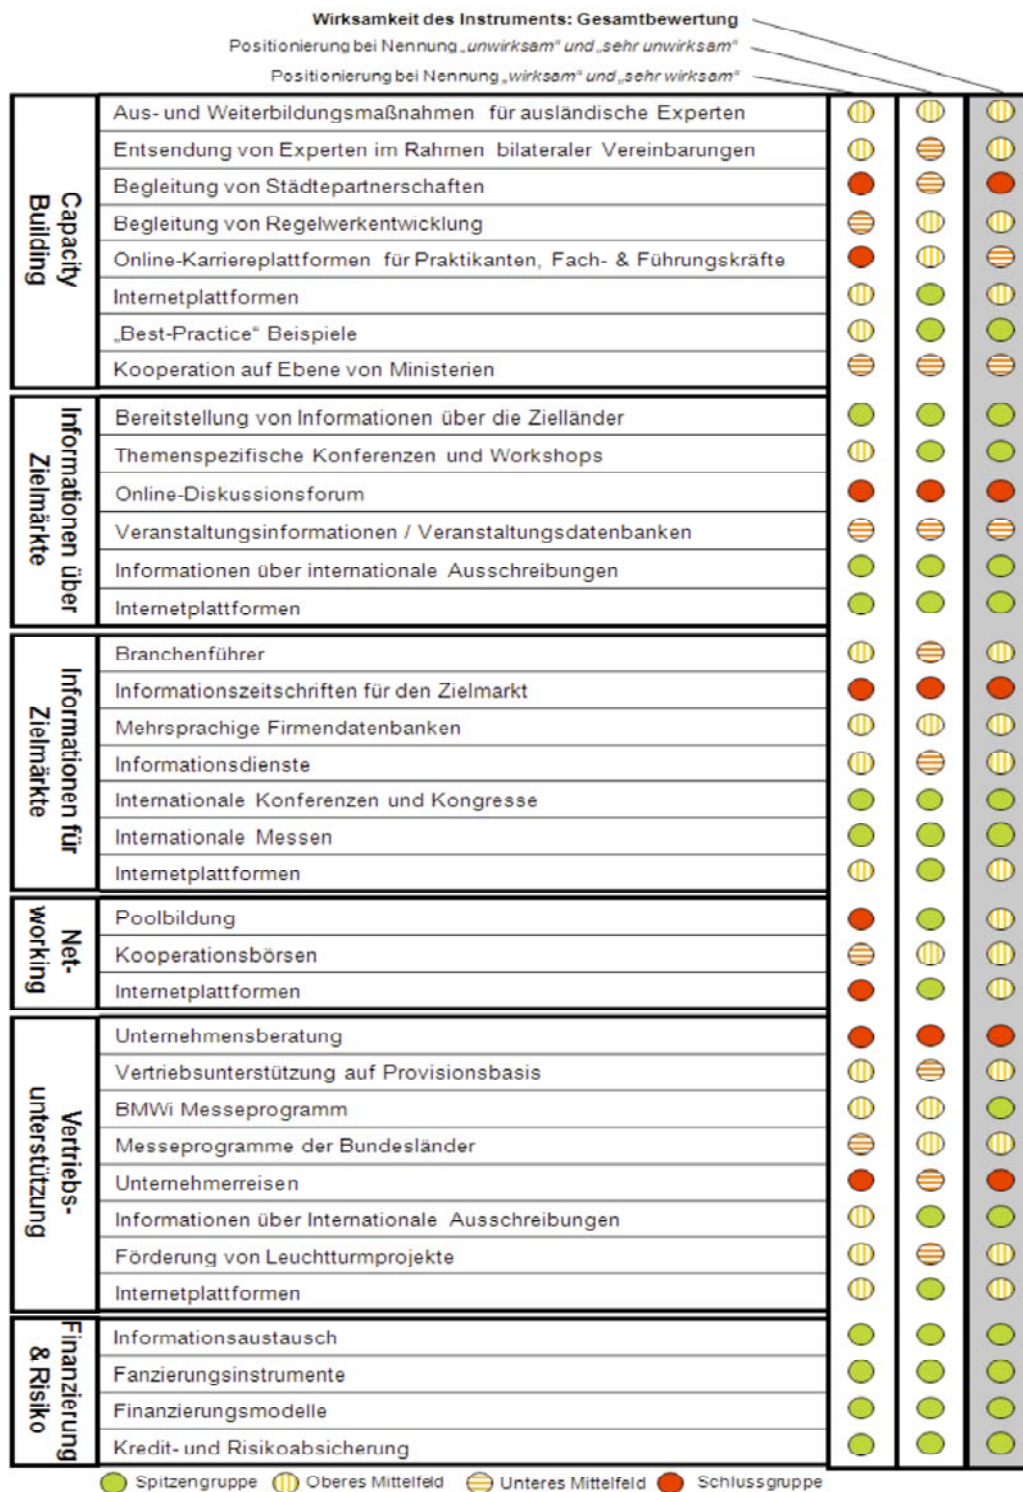 Wirksamkeit des Instruments: Gesamtbewertung
Positionierung bei Nennung „unwirksam“ und „sehr unwirksam“
Positionierung bei Nennung „wirksam“ und „sehr wirksam“
Capacity
Building
Aus- und Weiterbildungsmaßnahmen für ausländische Experten
Entsendung von Experten im Rahmen bilateraler Vereinbarungen
Begleitung von Städtepartnerschaften
Begleitung von Regelwerkentwicklung
Online-Karriereplattformen für Praktikanten, Fach- & Führungskräfte
Internetplattformen
„Best-Practice“ Beispiele
Kooperation auf Ebene von Ministerien
Informationen über
Zielmärkte
Bereitstellung von Informationen über die Zielländer
Themenspezifische Konferenzen und Workshops
Online-Diskussionsforum
Veranstaltungsinformationen / Veranstaltungsdatenbanken
Informationen über internationale Ausschreibungen
Internetplattformen
Informationen für
Zielmärkte
Branchenführer
Informationszeitschriften für den Zielmarkt
Mehrsprachige Firmendatenbanken
Informationsdienste
Internationale Konferenzen und Kongresse
Internationale Messen
Internetplattformen
Net-
working
Poolbildung
Kooperationsbörsen
Internetplattformen
Vertriebs-
unterstützung
Unternehmensberatung
Vertriebsunterstützung auf Provisionsbasis
BMWi Messeprogramm
Messeprogramme der Bundesländer
Unternehmerreisen
Informationen über Internationale Ausschreibungen
Förderung von Leuchtturmprojekte
Internetplattformen
Finanzierung
& Risiko
Informationsaustausch
Fanzierungsinstrumente
Finanzierungsmodelle
Kredit- und Risikoabsicherung
Spitzengruppe Oberes Mittelfeld Unteres Mittelfeld Schlussgruppe